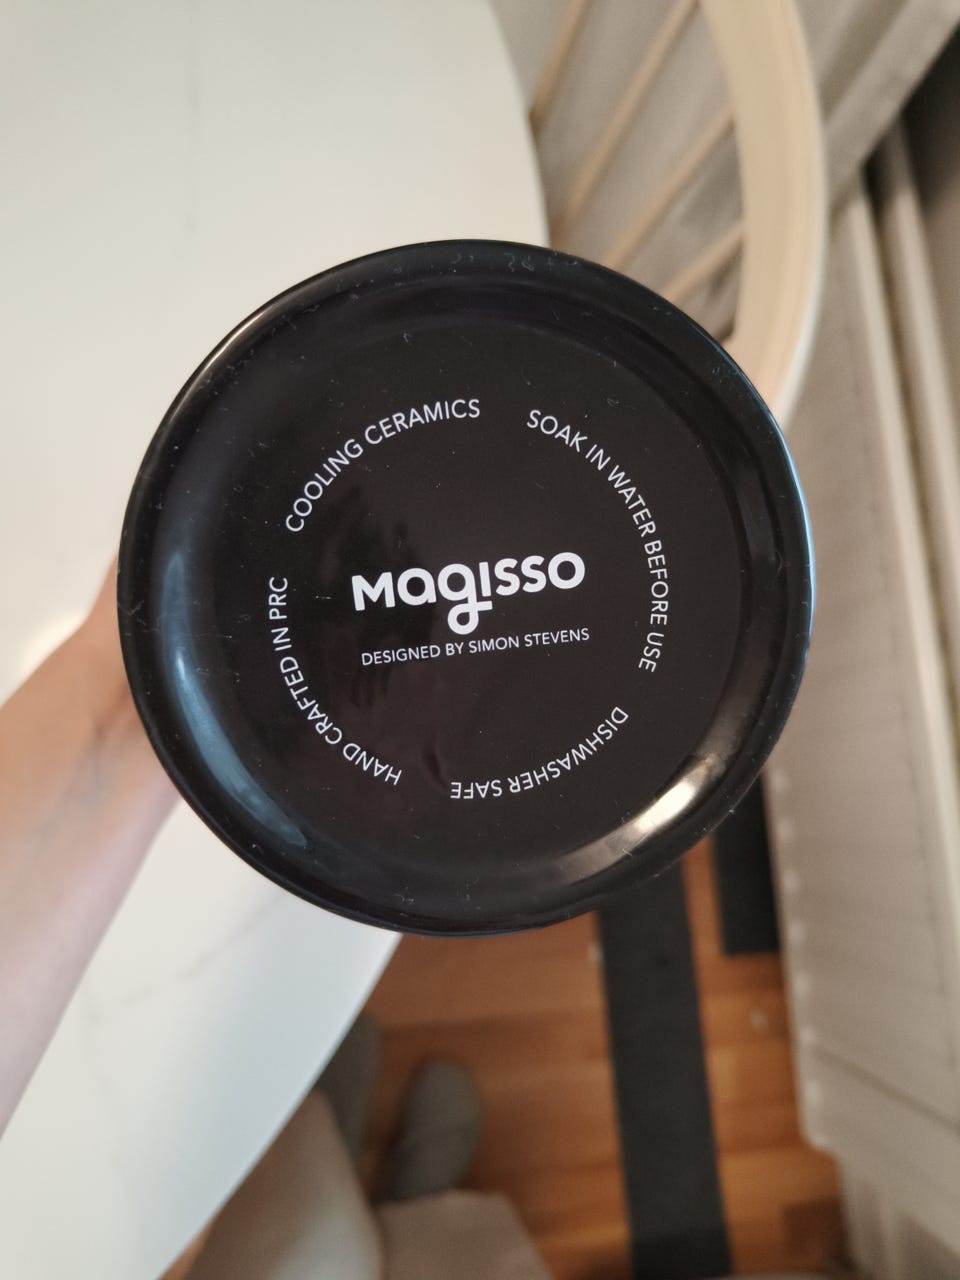 COOLING CERAMICS
SOAK IN WATER BEFORE USE
DISHWASHER SAFE
HAND CRAFTED IN PRC
magisso
DESIGNED BY SIMON STEVENS